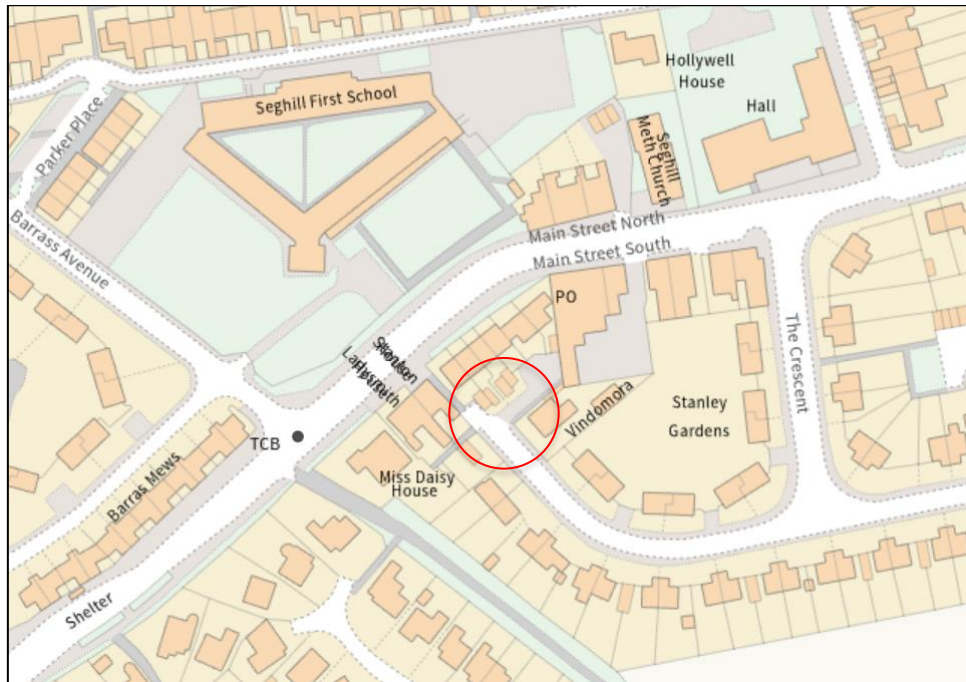 Hollywell
House
Seghill First School
Hall
Parker Place
Seghill
Meth Church
Main Street North
Barrass Avenue
Main Street South
PO
The Crescent
Vindomora
Stanley
Gardens
TCB
Miss Daisy
House
Barras Mews
Shelter